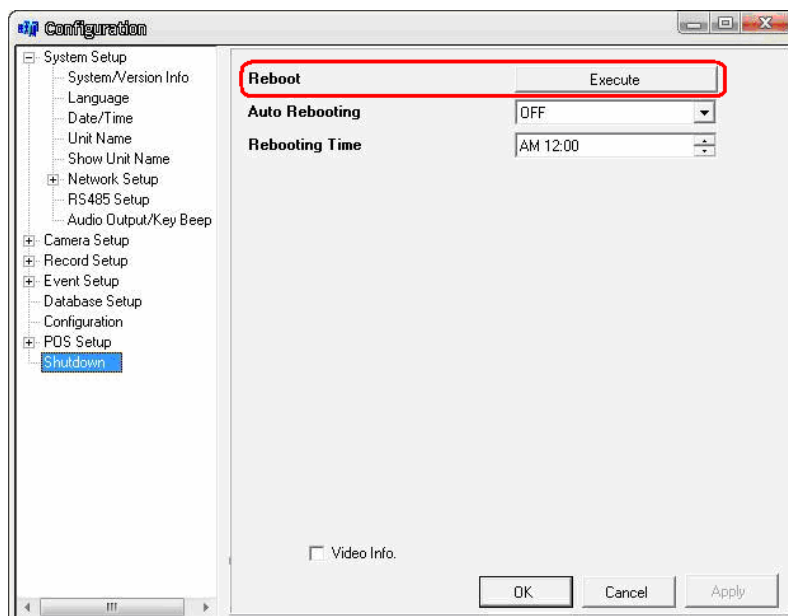 Configuration
System Setup
System/Version Info
Language
Date/Time
Unit Name
Show Unit Name
Network Setup
RS485 Setup
Audio Output/Key Beep
Camera Setup
Record Setup
Event Setup
Database Setup
Configuration
POS Setup
Shutdown
Reboot Execute
Auto Rebooting OFF
Rebooting Time AM 12:00
Video Info.
OK Cancel Apply